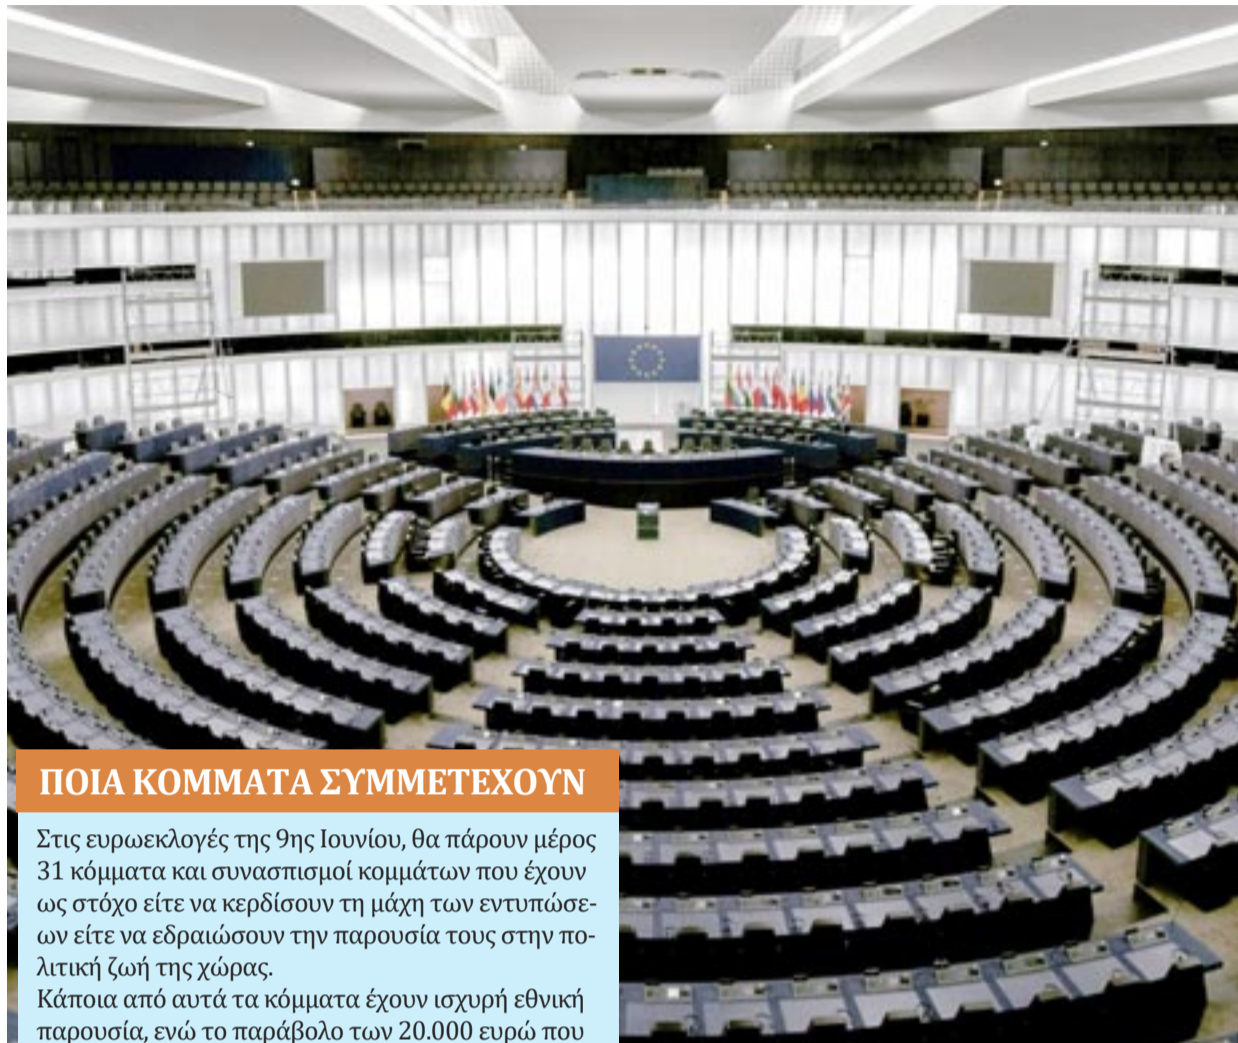 ΠΟΙΑ ΚΟΜΜΑΤΑ ΣΥΜΜΕΤΕΧΟΥΝ
Στις ευρωεκλογές της 9ης Ιουνίου, θα πάρουν μέρος
31 κόμματα και συνασπισμοί κομμάτων που έχουν
ως στόχο είτε να κερδίσουν τη μάχη των εντυπώσε-
ων είτε να εδραιώσουν την παρουσία τους στην πο-
λιτική ζωή της χώρας.
Κάποια από αυτά τα κόμματα έχουν ισχυρή εθνική
παρουσία, ενώ το παράβολο των 20.000 ευρώ που